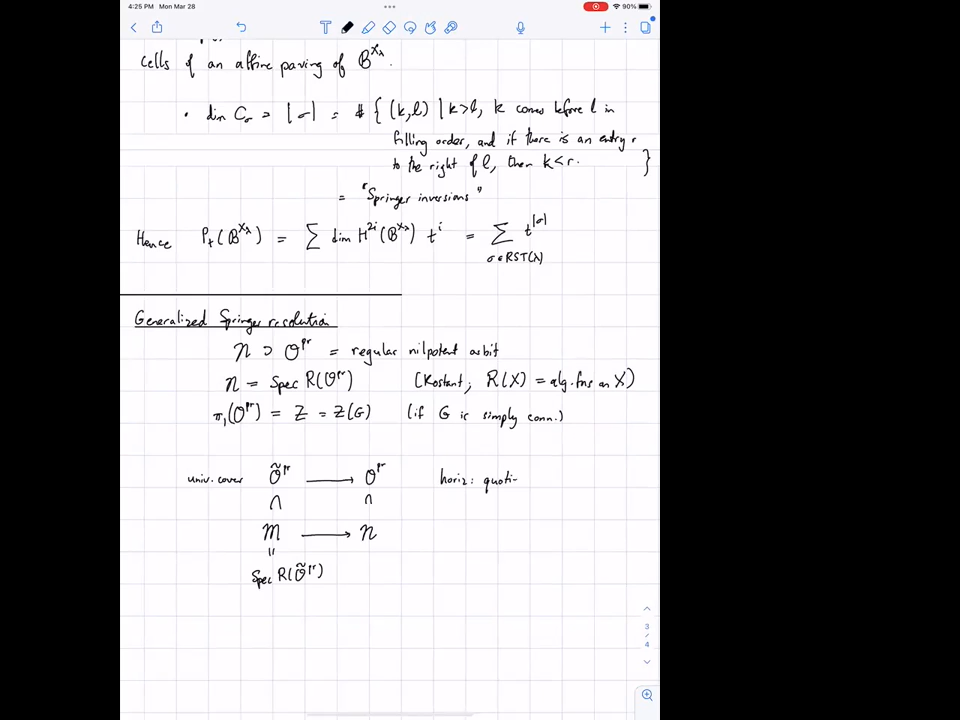 4:25 PM Mon Mar 28
90%
cells of an affine paving of B^{X_λ}.
• dim C_σ = |σ| = # { (k,l) | k>l, k comes before l in
filling order, and if there is an entry r
to the right of l, then k<r. }
= "Springer inversions"
Hence P_t(B^{X_λ}) = ∑ dim H^{2i}(B^{X_λ}) t^i = ∑ t^{|σ|}
σ∈RST(λ)
Generalized Springer resolution
N ⊃ O^{pr} = regular nilpotent orbit
N = Spec R(O^{pr}) (Kostant; R(X) = alg. fns on X)
π_1(O^{pr}) = Z = Z(G) (if G is simply conn.)
univ. cover Õ^{pr} → O^{pr} horiz: quoti-
∩ ∩
M → N
=
Spec R(Õ^{pr})
3
/
4